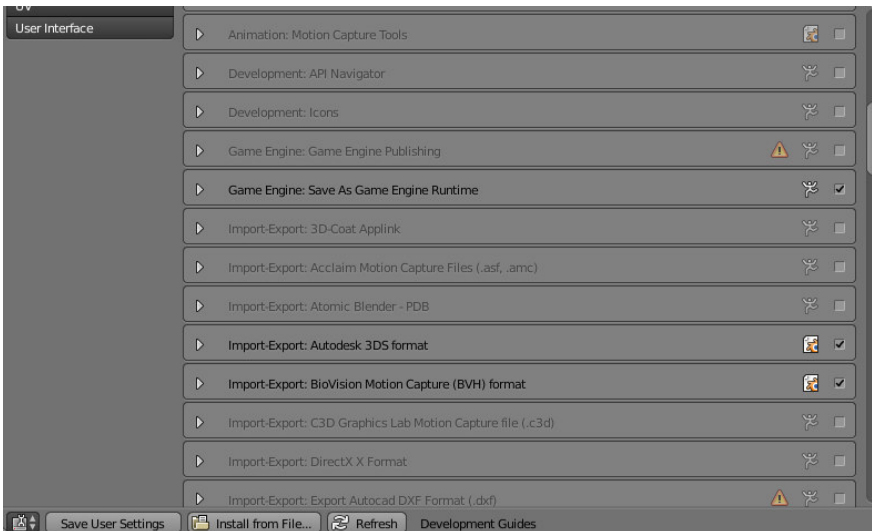 UV
User Interface
Animation: Motion Capture Tools
Development: API Navigator
Development: Icons
Game Engine: Game Engine Publishing
Game Engine: Save As Game Engine Runtime
Import-Export: 3D-Coat Applink
Import-Export: Acclaim Motion Capture Files (.asf, .amc)
Import-Export: Atomic Blender - PDB
Import-Export: Autodesk 3DS format
Import-Export: BioVision Motion Capture (BVH) format
Import-Export: C3D Graphics Lab Motion Capture file (.c3d)
Import-Export: DirectX X Format
Import-Export: Export Autocad DXF Format (.dxf)
Save User Settings Install from File... Refresh Development Guides